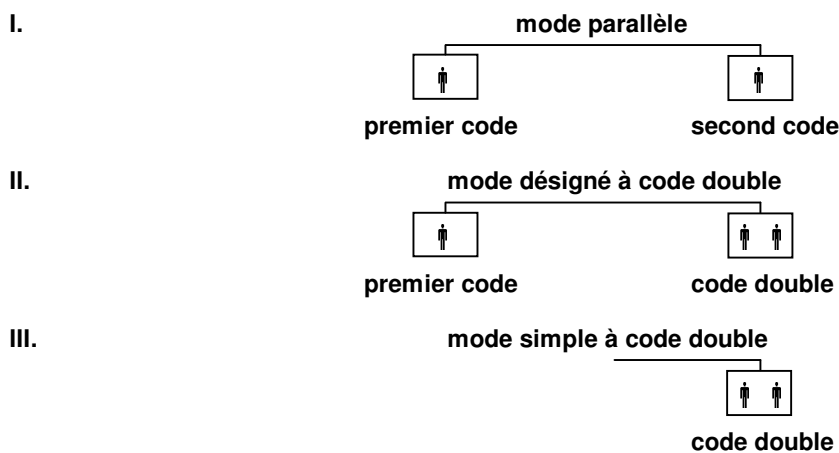 I. mode parallèle
premier code second code
II. mode désigné à code double
premier code code double
III. mode simple à code double
code double